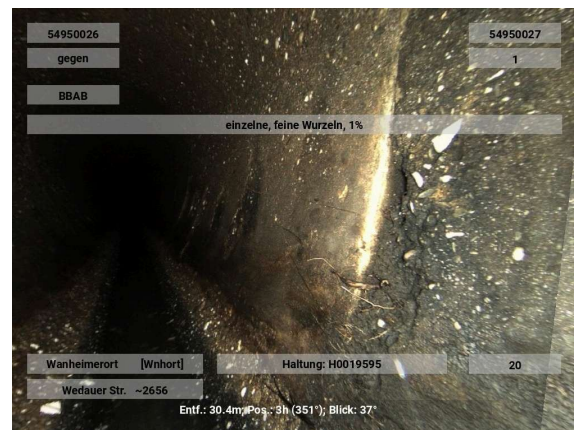 54950026 54950027
gegen 1
BBAB
einzelne, feine Wurzeln, 1%
Wanheimerort [Wnhort] Haltung: H0019595 20
Wedauer Str. ~2656
Entf.: 30.4m; Pos.: 3h (351°); Blick: 37°